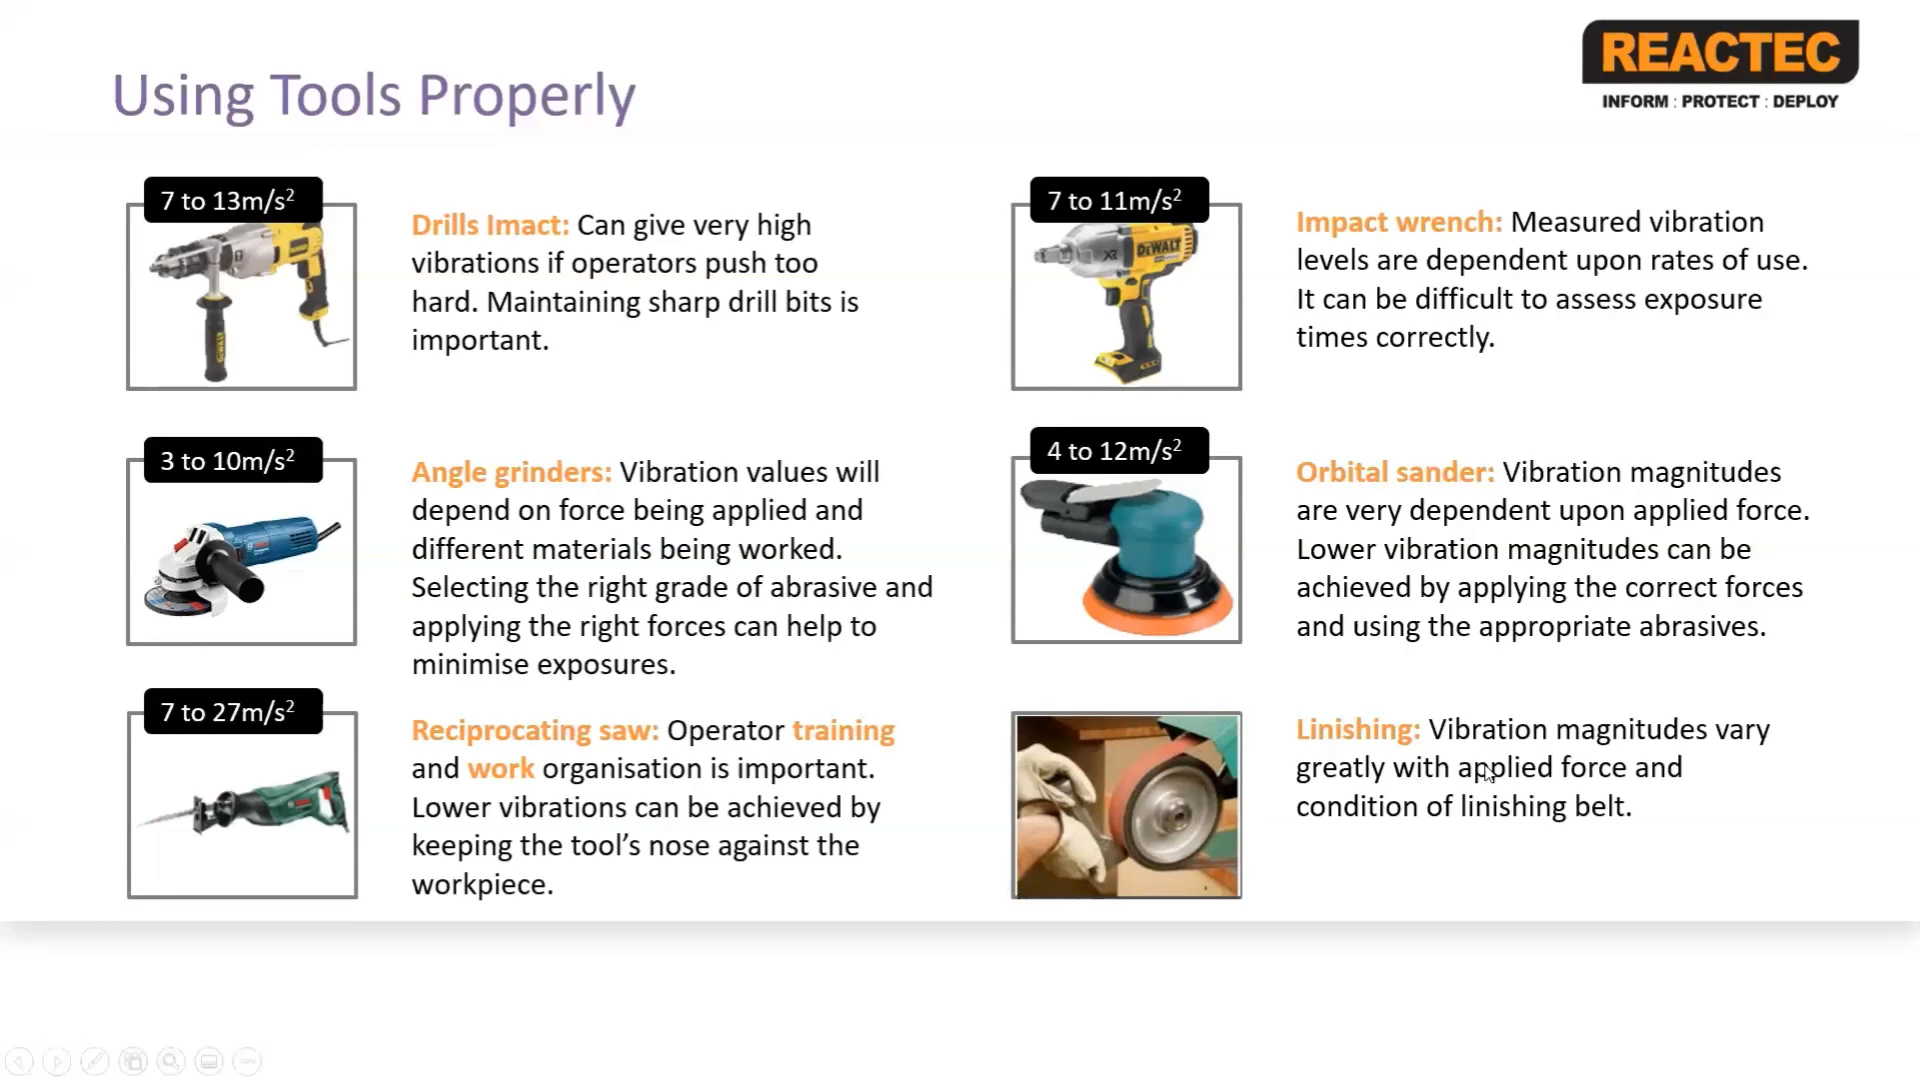 Using Tools Properly
REACTEC
INFORM : PROTECT : DEPLOY
7 to 13m/s²
Drills Imact: Can give very high
vibrations if operators push too
hard. Maintaining sharp drill bits is
important.
DEWALT
7 to 11m/s²
Impact wrench: Measured vibration
levels are dependent upon rates of use.
It can be difficult to assess exposure
times correctly.
DEWALT
XR
3 to 10m/s²
Angle grinders: Vibration values will
depend on force being applied and
different materials being worked.
Selecting the right grade of abrasive and
applying the right forces can help to
minimise exposures.
4 to 12m/s²
Orbital sander: Vibration magnitudes
are very dependent upon applied force.
Lower vibration magnitudes can be
achieved by applying the correct forces
and using the appropriate abrasives.
7 to 27m/s²
Reciprocating saw: Operator training
and work organisation is important.
Lower vibrations can be achieved by
keeping the tool’s nose against the
workpiece.
Linishing: Vibration magnitudes vary
greatly with applied force and
condition of linishing belt.